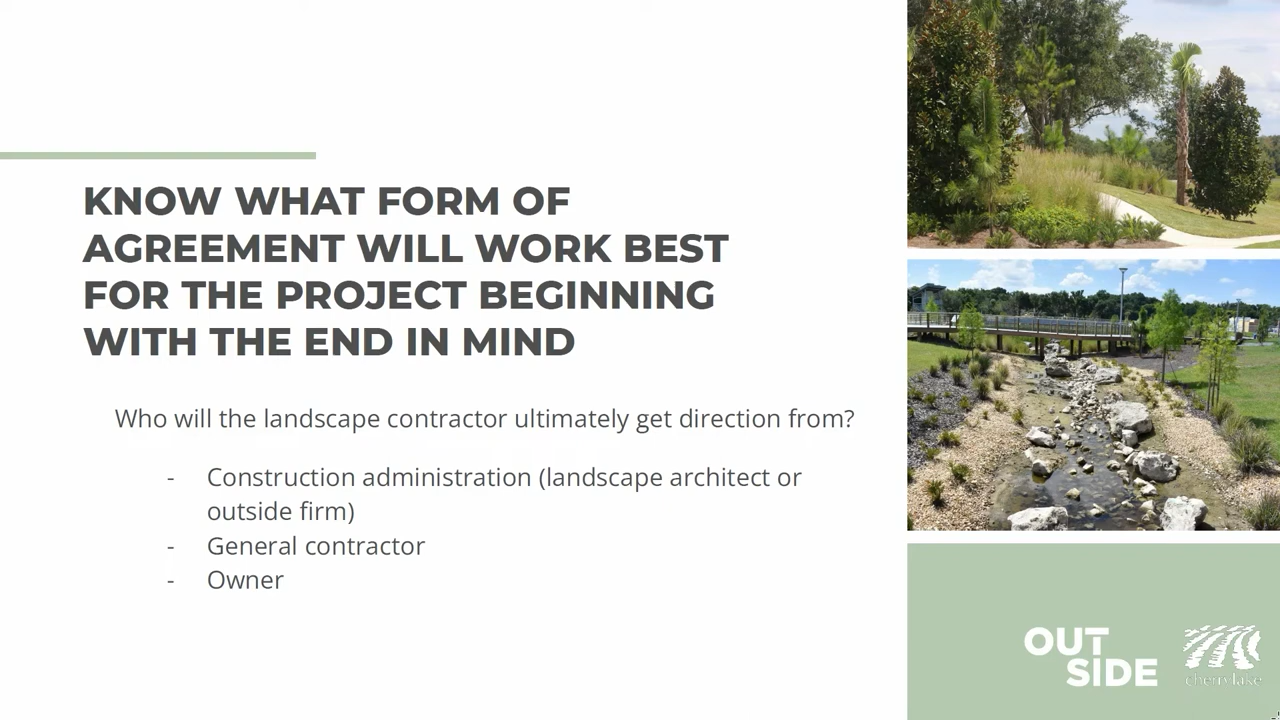 KNOW WHAT FORM OF
AGREEMENT WILL WORK BEST
FOR THE PROJECT BEGINNING
WITH THE END IN MIND
Who will the landscape contractor ultimately get direction from?
- Construction administration (landscape architect or
outside firm)
- General contractor
- Owner
OUT
SIDE
cherrylake